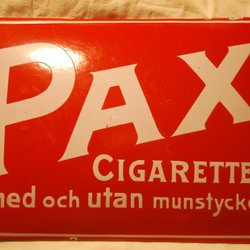 PAX
CIGARETTE
med och utan munstycke